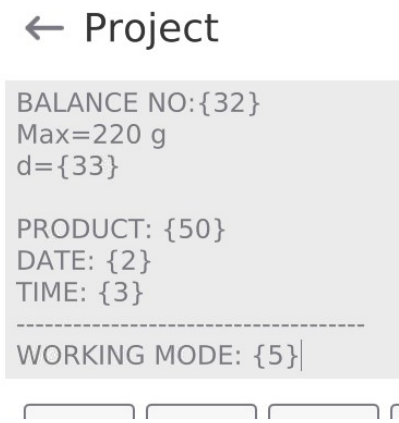 ← Project
BALANCE NO:{32}
Max=220 g
d={33}
PRODUCT: {50}
DATE: {2}
TIME: {3}
-------------------------------------
WORKING MODE: {5}